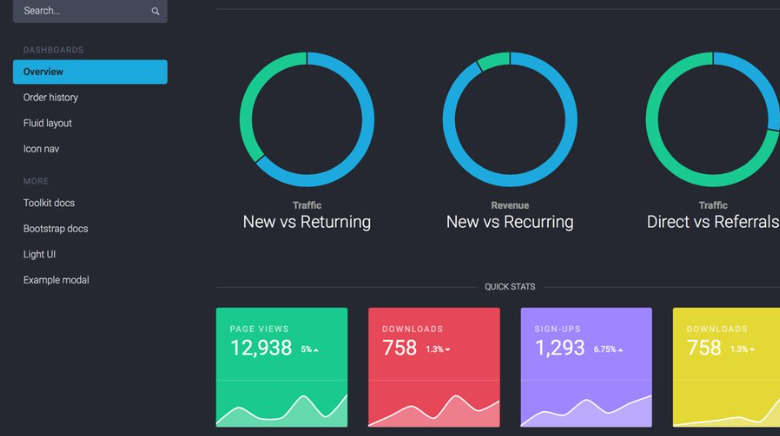 Search...
DASHBOARDS
Overview
Order history
Fluid layout
Icon nav
MORE
Toolkit docs
Bootstrap docs
Light UI
Example modal
Traffic
New vs Returning
Revenue
New vs Recurring
Traffic
Direct vs Referrals
QUICK STATS
PAGE VIEWS
12,938 5%
DOWNLOADS
758 1.3%
SIGN-UPS
1,293 6.75%
DOWNLOADS
758 1.3%